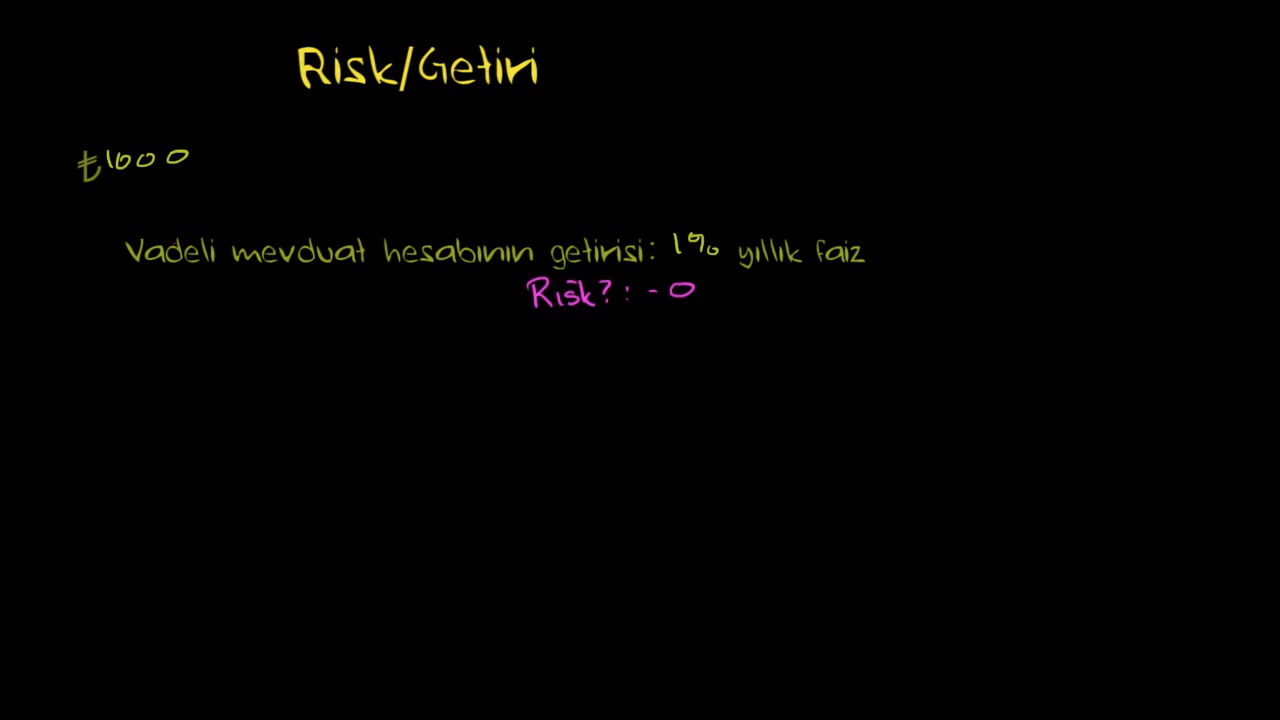 Risk/Getiri
₺1000
Vadeli mevduat hesabının getirisi: 1% yıllık faiz
Risk?: - 0